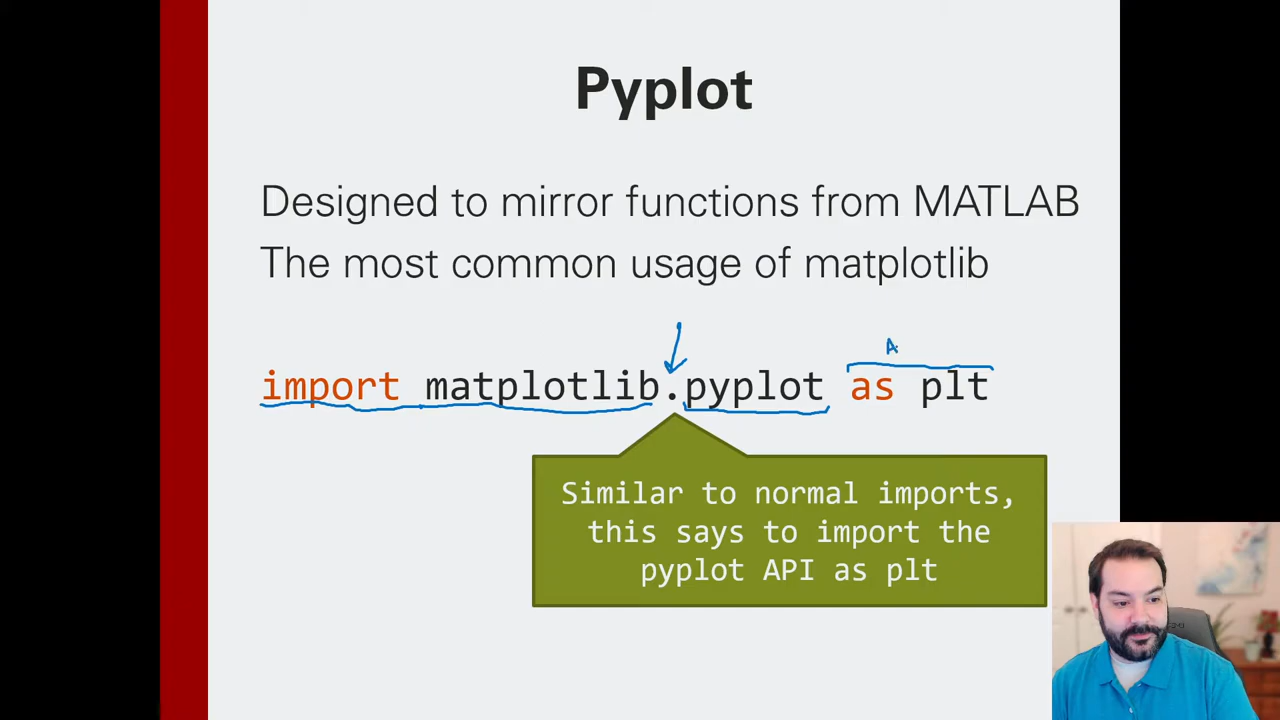 Pyplot
Designed to mirror functions from MATLAB
The most common usage of matplotlib
A
import matplotlib.pyplot as plt
Similar to normal imports,
this says to import the
pyplot API as plt